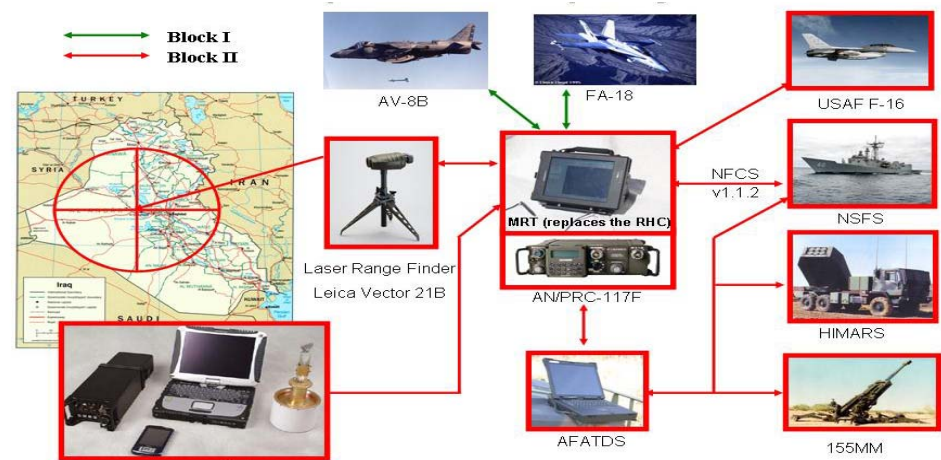 Block I
Block II
AV-8B
FA-18
USAF F-16
TURKEY
SYRIA
IRAN
Iraq
SAUDI
KUWAIT
NFCS
v1.1.2
MRT (replaces the RHC)
NSFS
Laser Range Finder
Leica Vector 21B
AN/PRC-117F
HIMARS
AFATDS
155MM